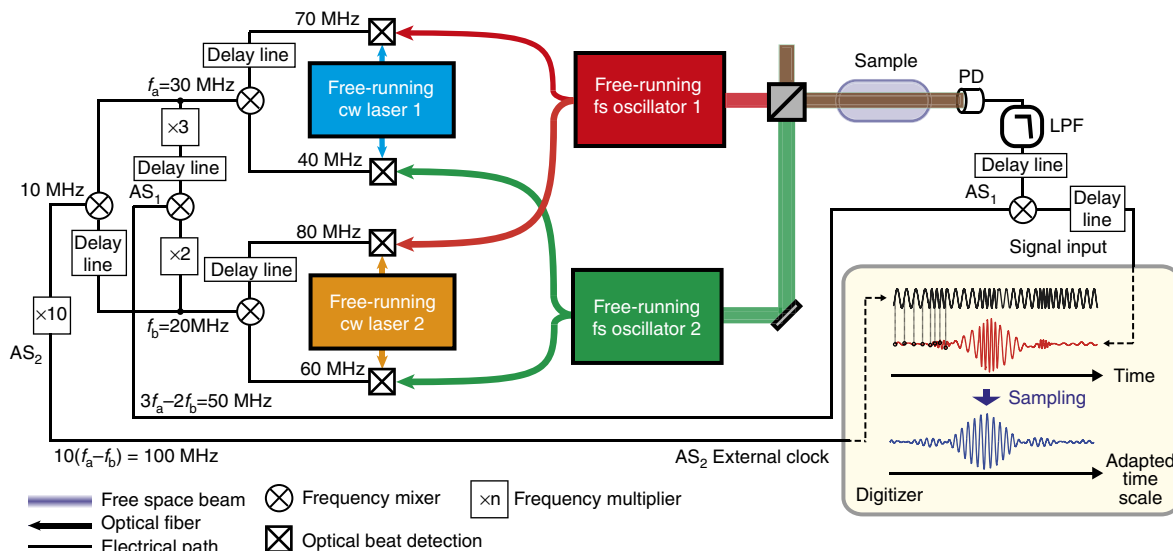 70 MHz
Delay line
Free-running
cw laser 1
Free-running
fs oscillator 1
Sample
PD
LPF
fa=30 MHz
×3
Delay line
40 MHz
Delay line
10 MHz
AS1
AS1
Delay
line
Delay
line
×2
80 MHz
Signal input
Delay line
Free-running
cw laser 2
Free-running
fs oscillator 2
×10
fb=20MHz
AS2
60 MHz
Time
3fa–2fb=50 MHz
Sampling
10(fa–fb) = 100 MHz
AS2 External clock
Adapted
time
scale
Digitizer
Free space beam
Frequency mixer
×n
Frequency multiplier
Optical fiber
Electrical path
Optical beat detection